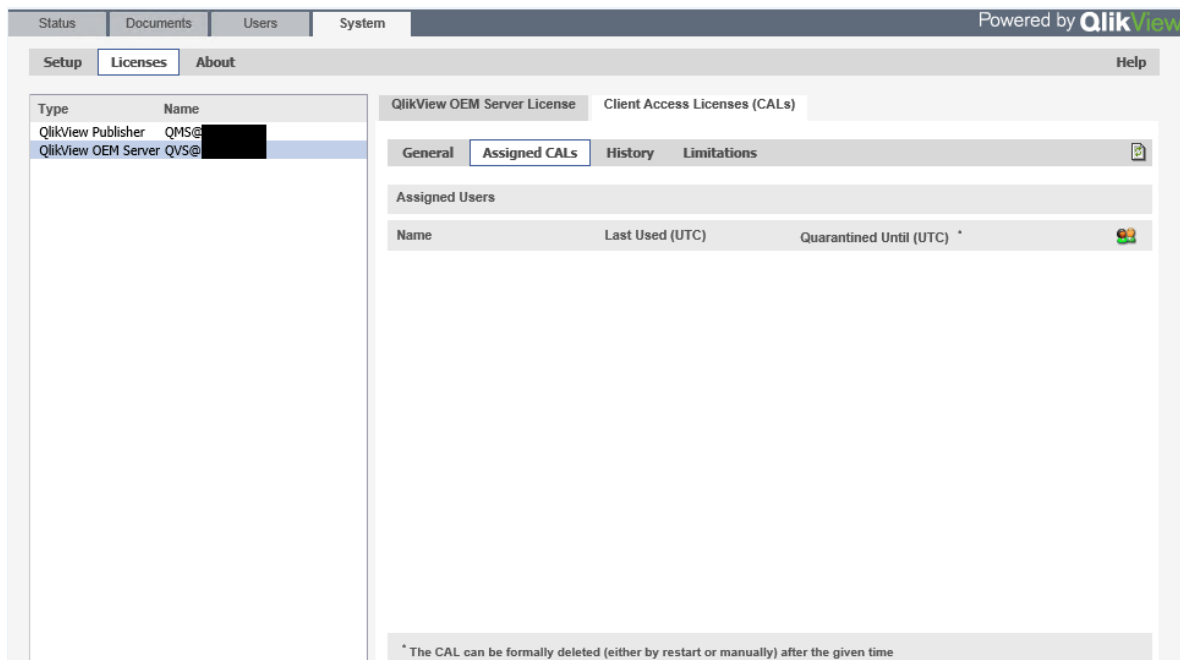 Status Documents Users System Powered by QlikView
Setup Licenses About Help
Type Name
QlikView Publisher QMS@
QlikView OEM Server QVS@
QlikView OEM Server License Client Access Licenses (CALs)
General Assigned CALs History Limitations
Assigned Users
Name Last Used (UTC) Quarantined Until (UTC) *
* The CAL can be formally deleted (either by restart or manually) after the given time